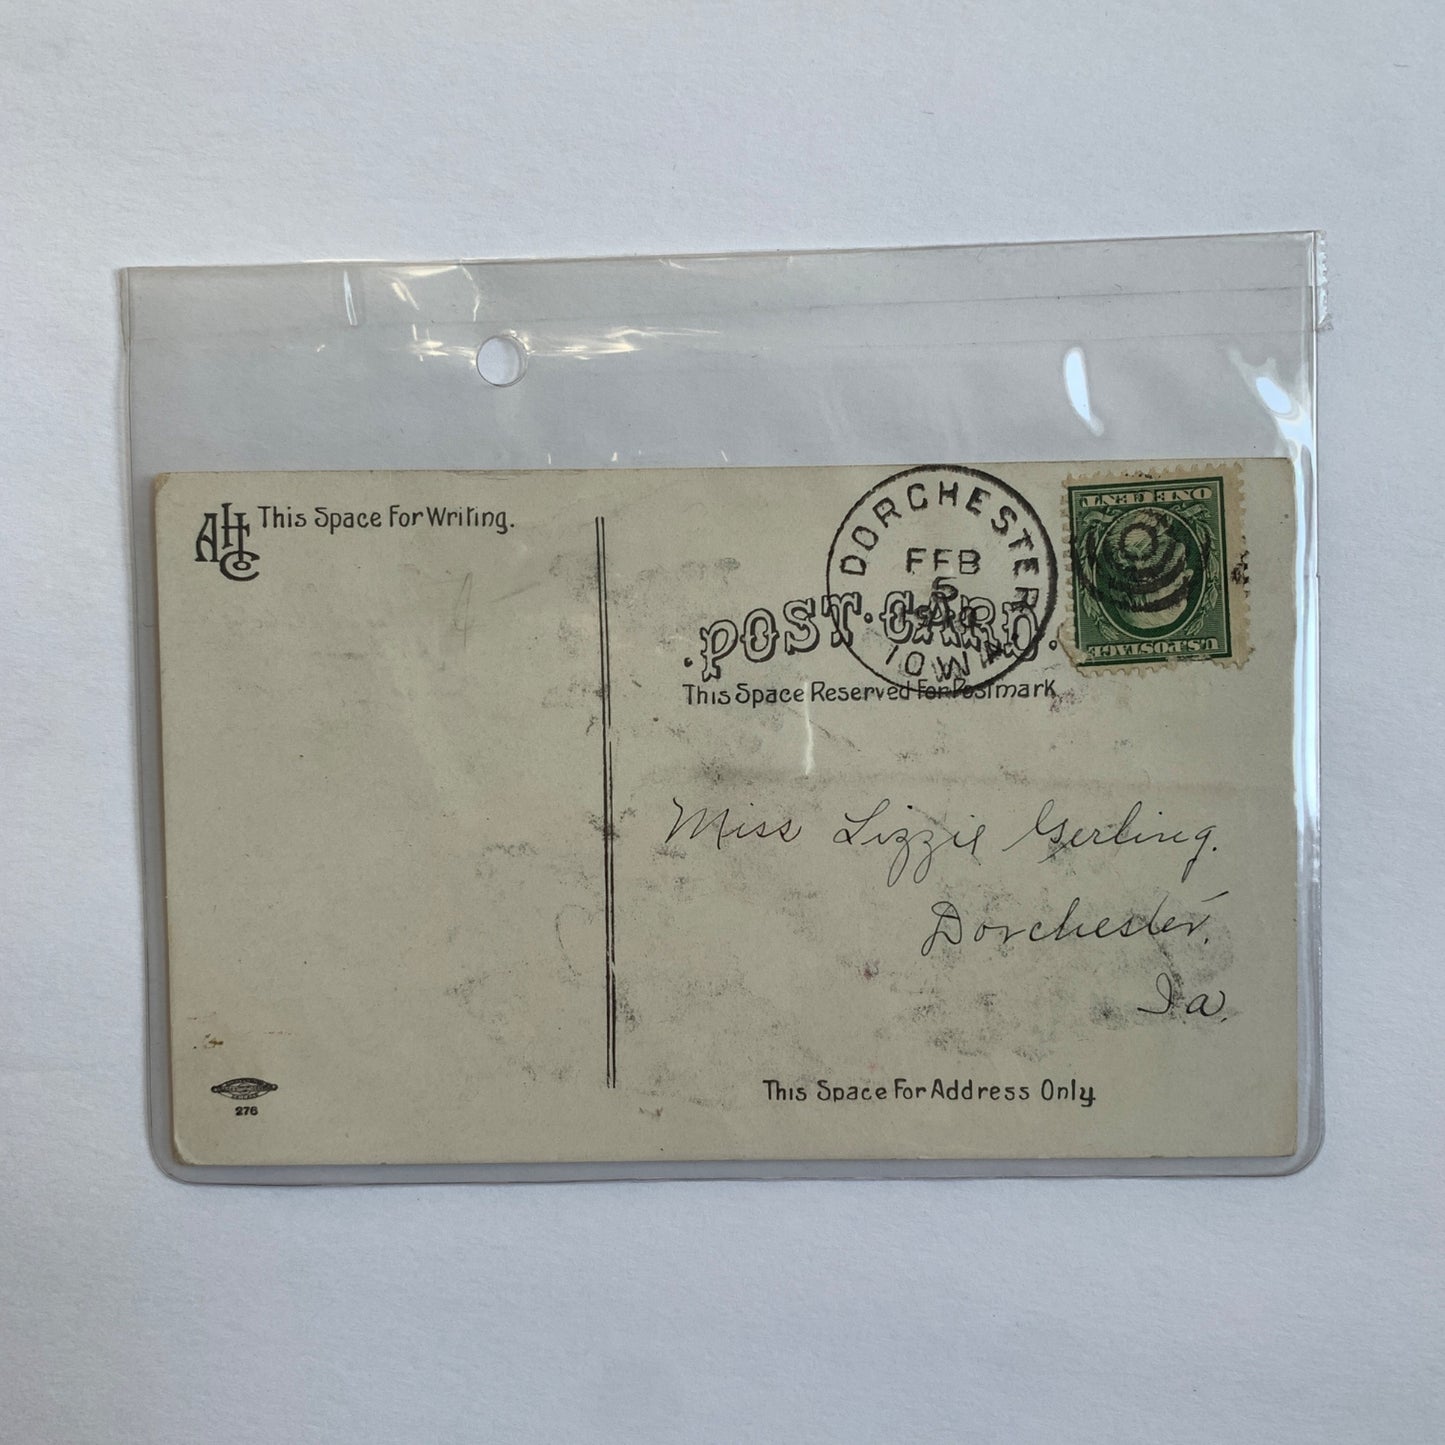 AHC This Space For Writing.
DORCHESTER
FEB
5
IOWA
ONE CENT
U.S. POSTAGE
.POST.CARD.
This Space Reserved For Postmark
Miss Lizzie Gerling.
Dorchester,
Ia.
This Space For Address Only
276